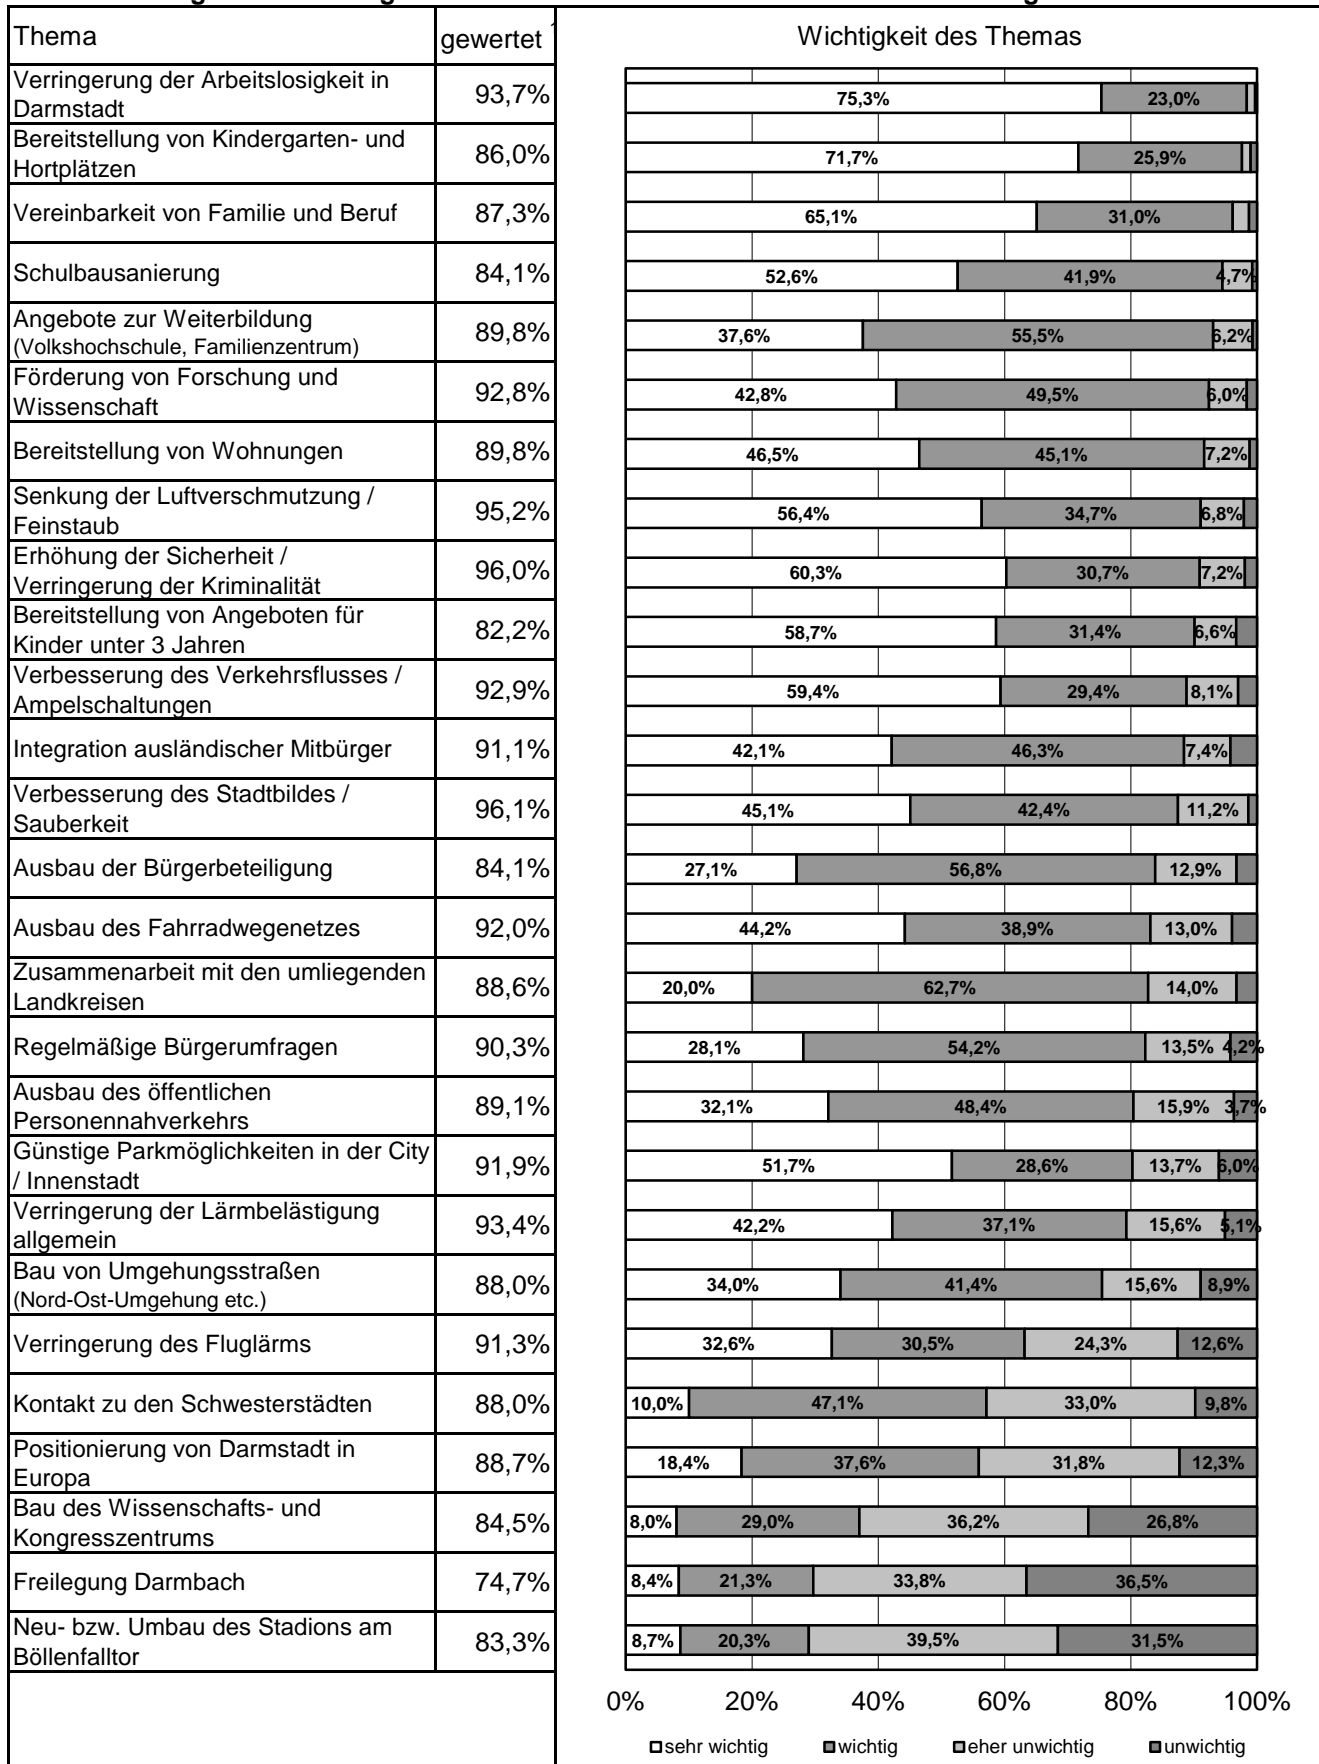 Thema gewertet Wichtigkeit des Themas
Verringerung der Arbeitslosigkeit in
Darmstadt
93,7% 75,3% 23,0%
Bereitstellung von Kindergarten- und
Hortplätzen
86,0% 71,7% 25,9%
Vereinbarkeit von Familie und Beruf 87,3% 65,1% 31,0%
Schulbausanierung 84,1% 52,6% 41,9% 4,7%
Angebote zur Weiterbildung
(Volkshochschule, Familienzentrum)
89,8% 37,6% 55,5% 6,2%
Förderung von Forschung und
Wissenschaft
92,8% 42,8% 49,5% 6,0%
Bereitstellung von Wohnungen 89,8% 46,5% 45,1% 7,2%
Senkung der Luftverschmutzung /
Feinstaub
95,2% 56,4% 34,7% 6,8%
Erhöhung der Sicherheit /
Verringerung der Kriminalität
96,0% 60,3% 30,7% 7,2%
Bereitstellung von Angeboten für
Kinder unter 3 Jahren
82,2% 58,7% 31,4% 6,6%
Verbesserung des Verkehrsflusses /
Ampelschaltungen
92,9% 59,4% 29,4% 8,1%
Integration ausländischer Mitbürger 91,1% 42,1% 46,3% 7,4%
Verbesserung des Stadtbildes /
Sauberkeit
96,1% 45,1% 42,4% 11,2%
Ausbau der Bürgerbeteiligung 84,1% 27,1% 56,8% 12,9%
Ausbau des Fahrradwegenetzes 92,0% 44,2% 38,9% 13,0%
Zusammenarbeit mit den umliegenden
Landkreisen
88,6% 20,0% 62,7% 14,0%
Regelmäßige Bürgerumfragen 90,3% 28,1% 54,2% 13,5% 4,2%
Ausbau des öffentlichen
Personennahverkehrs
89,1% 32,1% 48,4% 15,9% 3,7%
Günstige Parkmöglichkeiten in der City
/ Innenstadt
91,9% 51,7% 28,6% 13,7% 6,0%
Verringerung der Lärmbelästigung
allgemein
93,4% 42,2% 37,1% 15,6% 5,1%
Bau von Umgehungsstraßen
(Nord-Ost-Umgehung etc.)
88,0% 34,0% 41,4% 15,6% 8,9%
Verringerung des Fluglärms 91,3% 32,6% 30,5% 24,3% 12,6%
Kontakt zu den Schwesterstädten 88,0% 10,0% 47,1% 33,0% 9,8%
Positionierung von Darmstadt in
Europa
88,7% 18,4% 37,6% 31,8% 12,3%
Bau des Wissenschafts- und
Kongresszentrums
84,5% 8,0% 29,0% 36,2% 26,8%
Freilegung Darmbach 74,7% 8,4% 21,3% 33,8% 36,5%
Neu- bzw. Umbau des Stadions am
Böllenfalltor
83,3% 8,7% 20,3% 39,5% 31,5%
0% 20% 40% 60% 80% 100%
sehr wichtig wichtig eher unwichtig unwichtig